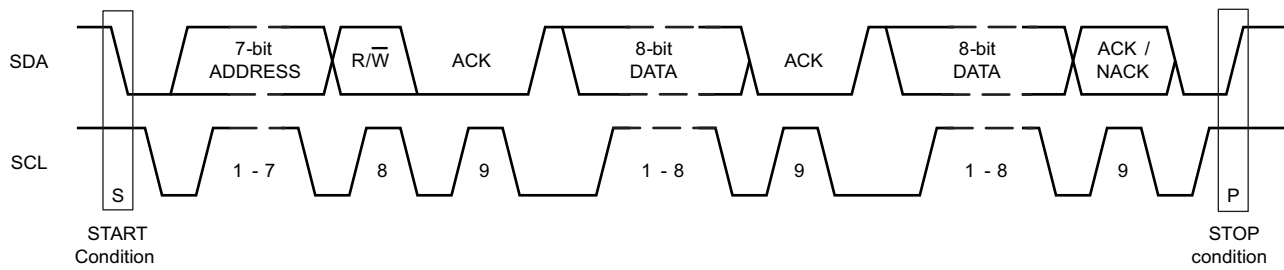 SDA
7-bit
ADDRESS
R/W̅
ACK
8-bit
DATA
ACK
8-bit
DATA
ACK /
NACK
SCL
S
1 - 7
8
9
1 - 8
9
1 - 8
9
P
START
Condition
STOP
condition